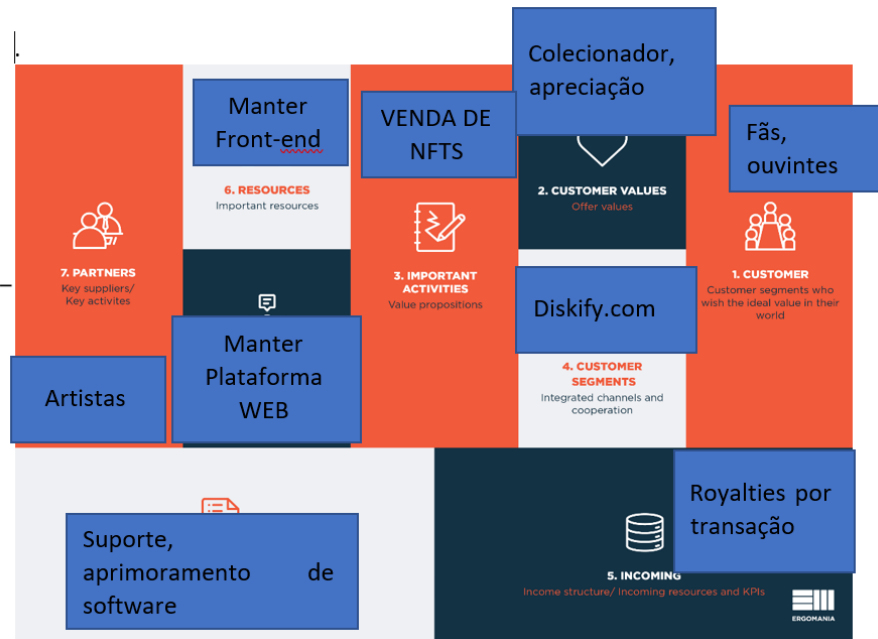 .
Manter
Front-end
6. RESOURCES
Important resources
VENDA DE
NFTS
Colecionador,
apreciação
2. CUSTOMER VALUES
Offer values
Fãs,
ouvintes
7. PARTNERS
Key suppliers/
Key activites
3. IMPORTANT
ACTIVITIES
Value propositions
1. CUSTOMER
Customer segments who
wish the ideal value in their
world
Diskify.com
4. CUSTOMER
SEGMENTS
Integrated channels and
cooperation
Artistas
Manter
Plataforma
WEB
Suporte,
aprimoramento de
software
Royalties por
transação
5. INCOMING
Income structure/ Incoming resources and KPIs
ERGOMANIA